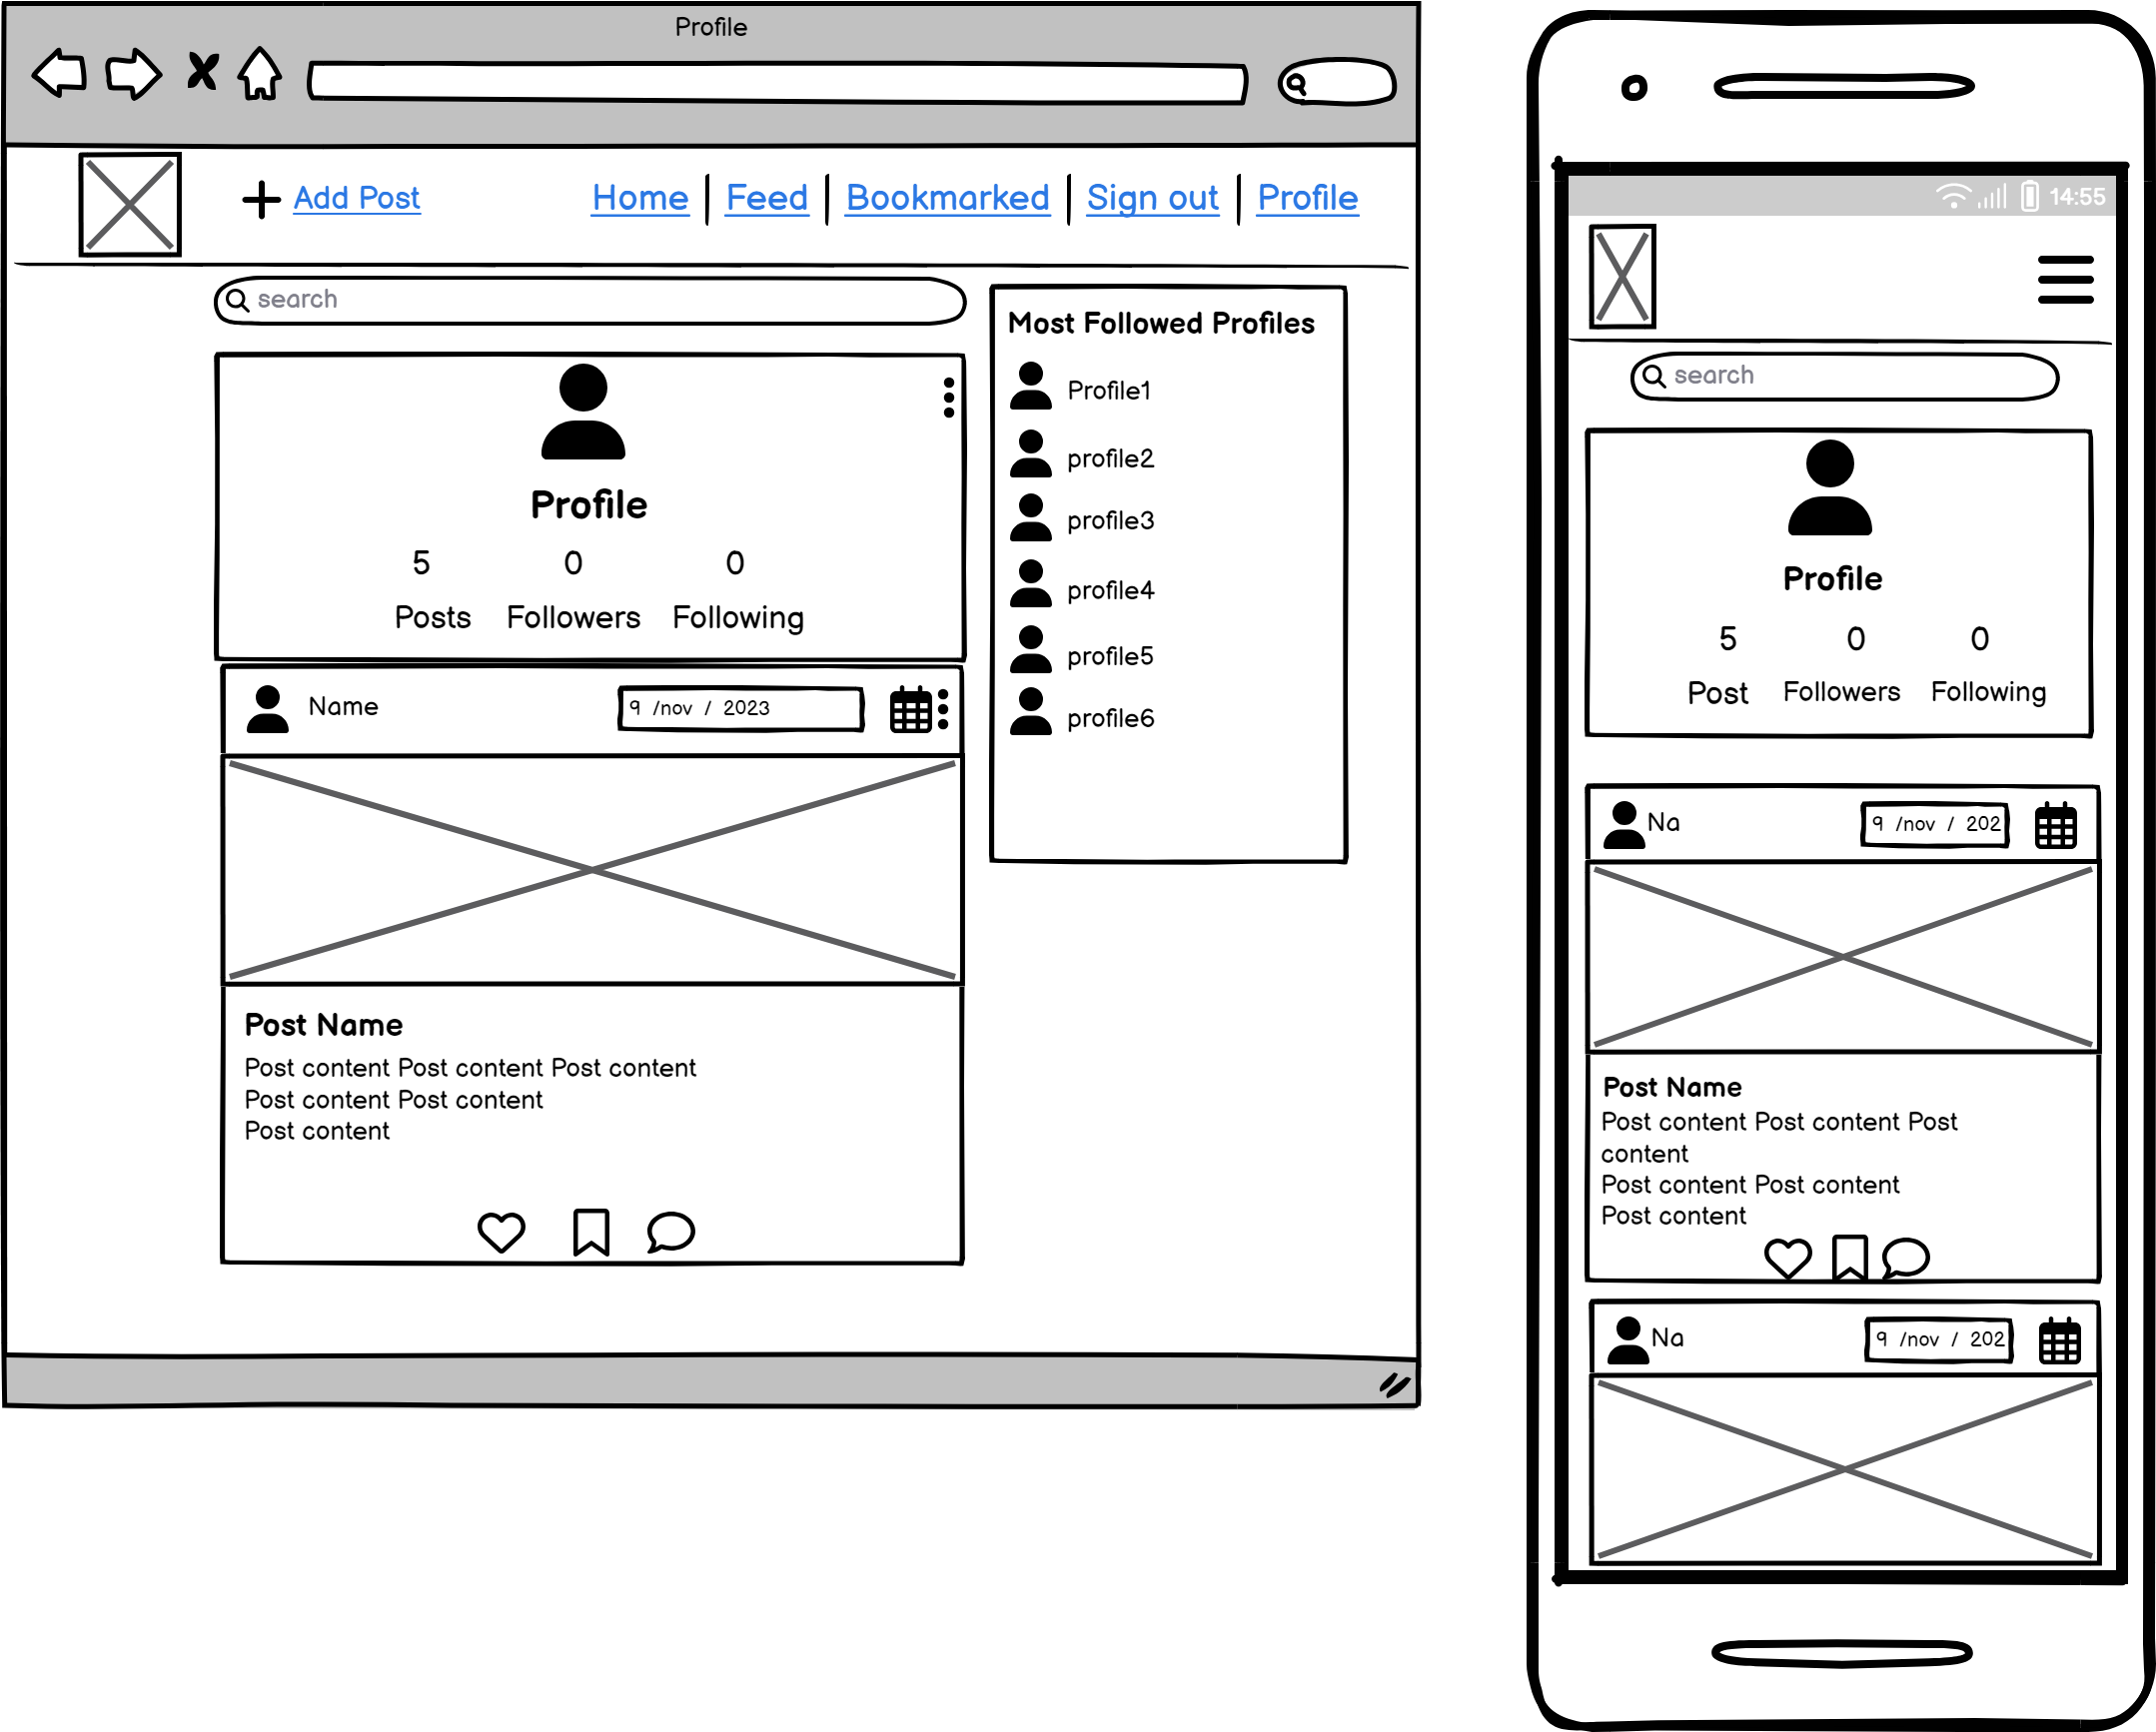 Profile
Add Post
Home | Feed | Bookmarked | Sign out | Profile
search
Profile
5 0 0
Posts Followers Following
Name 9 /nov / 2023
Post Name
Post content Post content Post content
Post content Post content
Post content
Most Followed Profiles
Profile1
profile2
profile3
profile4
profile5
profile6
14:55
search
Profile
5 0 0
Post Followers Following
Na 9 /nov / 202
Post Name
Post content Post content Post
content
Post content Post content
Post content
Na 9 /nov / 202